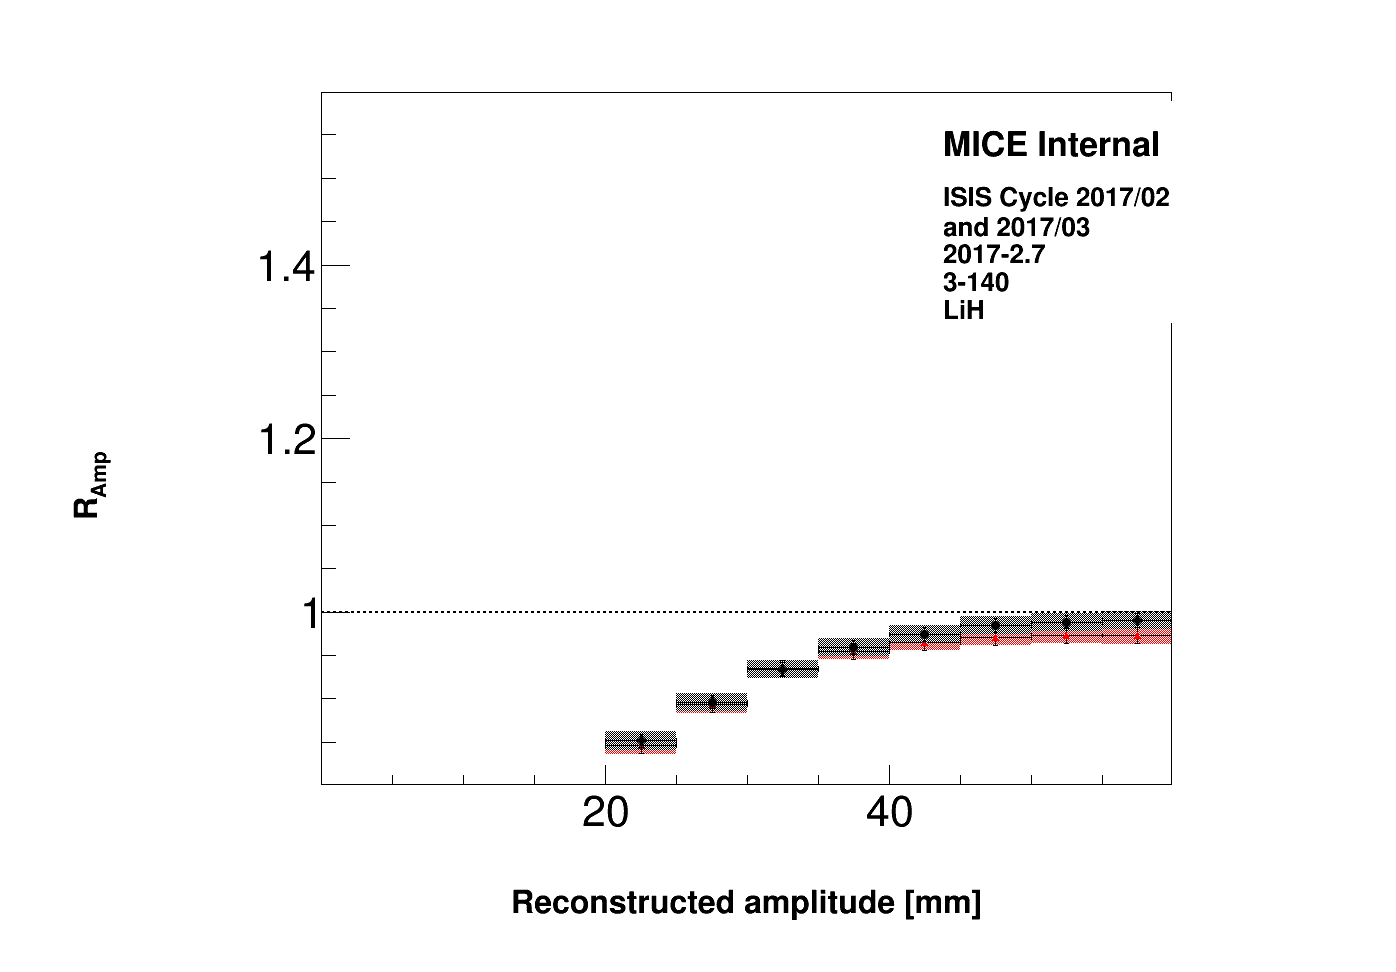 MICE Internal
ISIS Cycle 2017/02
and 2017/03
2017-2.7
3-140
LiH
1.4
1.2
1
R_Amp
20
40
Reconstructed amplitude [mm]